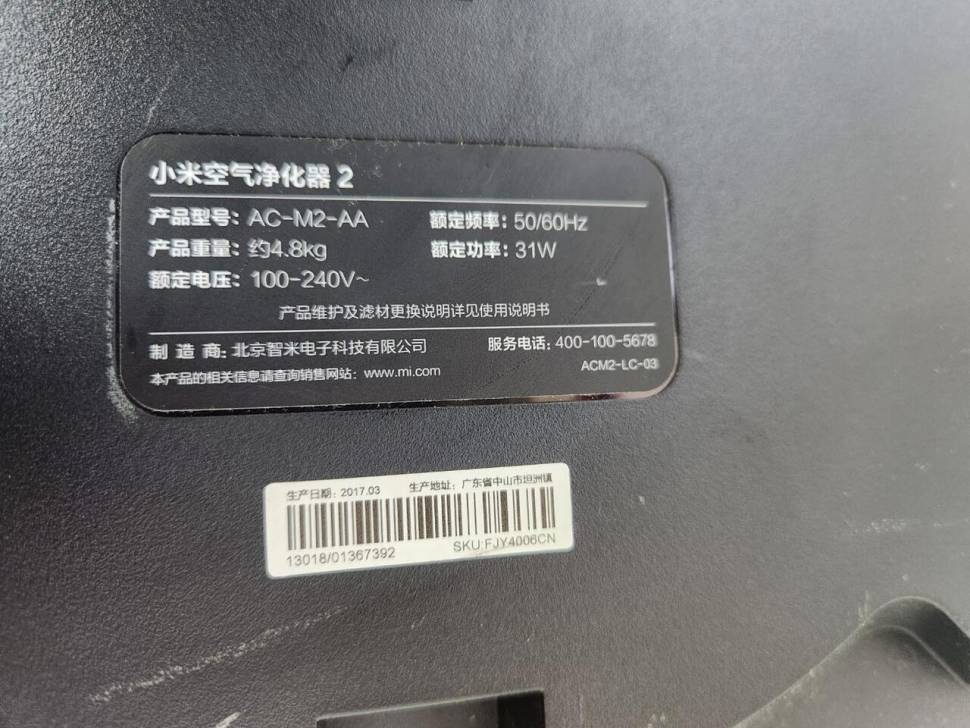 小米空气净化器 2
产品型号: AC-M2-AA 额定频率: 50/60Hz
产品重量: 约4.8kg 额定功率: 31W
额定电压: 100-240V~
产品维护及滤材更换说明详见使用说明书
制 造 商: 北京智米电子科技有限公司 服务电话: 400-100-5678
本产品的相关信息请查询销售网站: www.mi.com ACM2-LC-03
生产日期: 2017.03 生产地址: 广东省中山市坦洲镇
13018/01367392 SKU:FJY4006CN